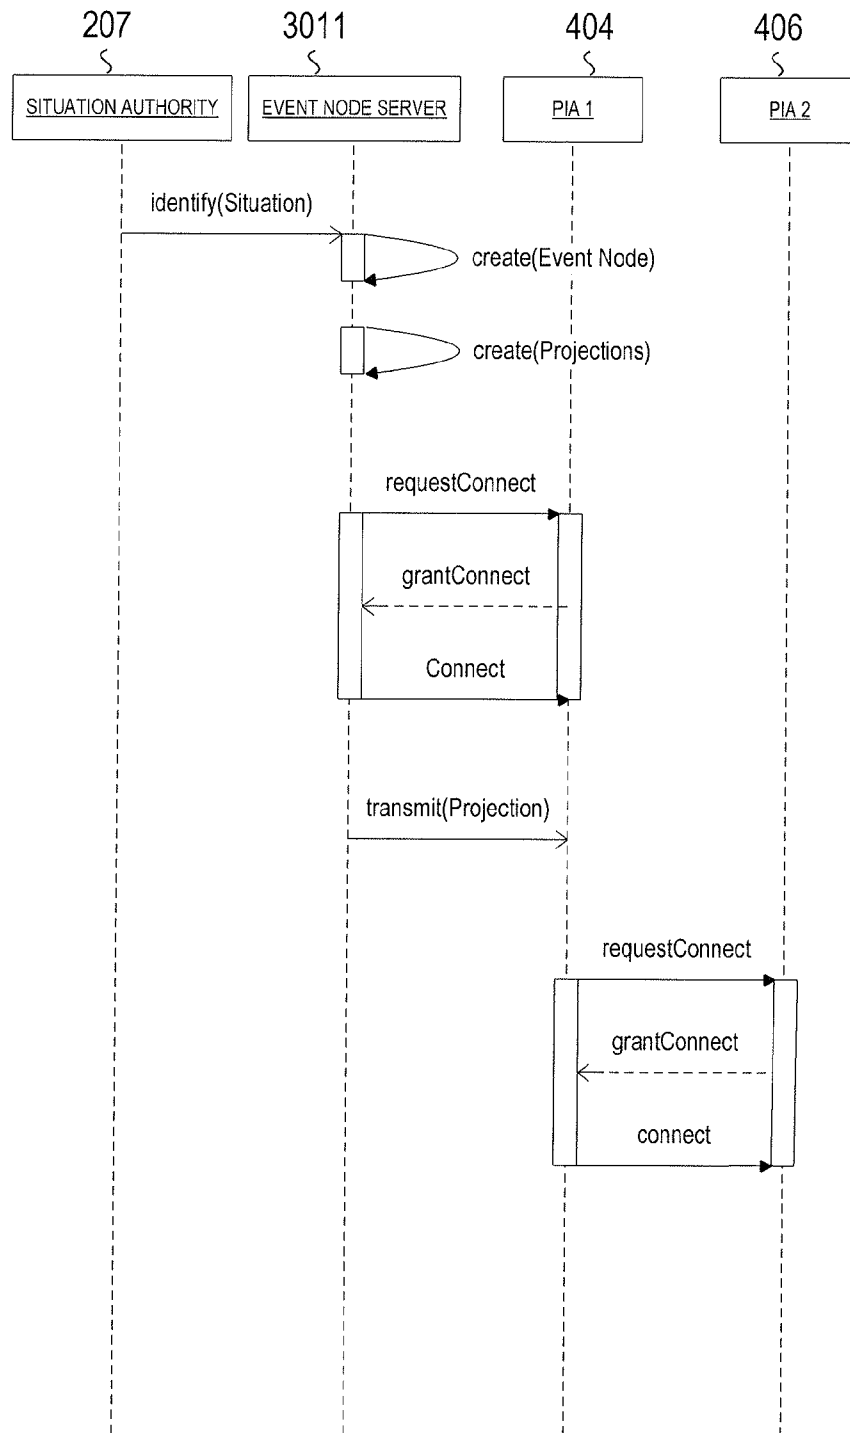 207
3011
404
406
SITUATION AUTHORITY
EVENT NODE SERVER
PIA 1
PIA 2
identify(Situation)
create(Event Node)
create(Projections)
requestConnect
grantConnect
Connect
transmit(Projection)
requestConnect
grantConnect
connect